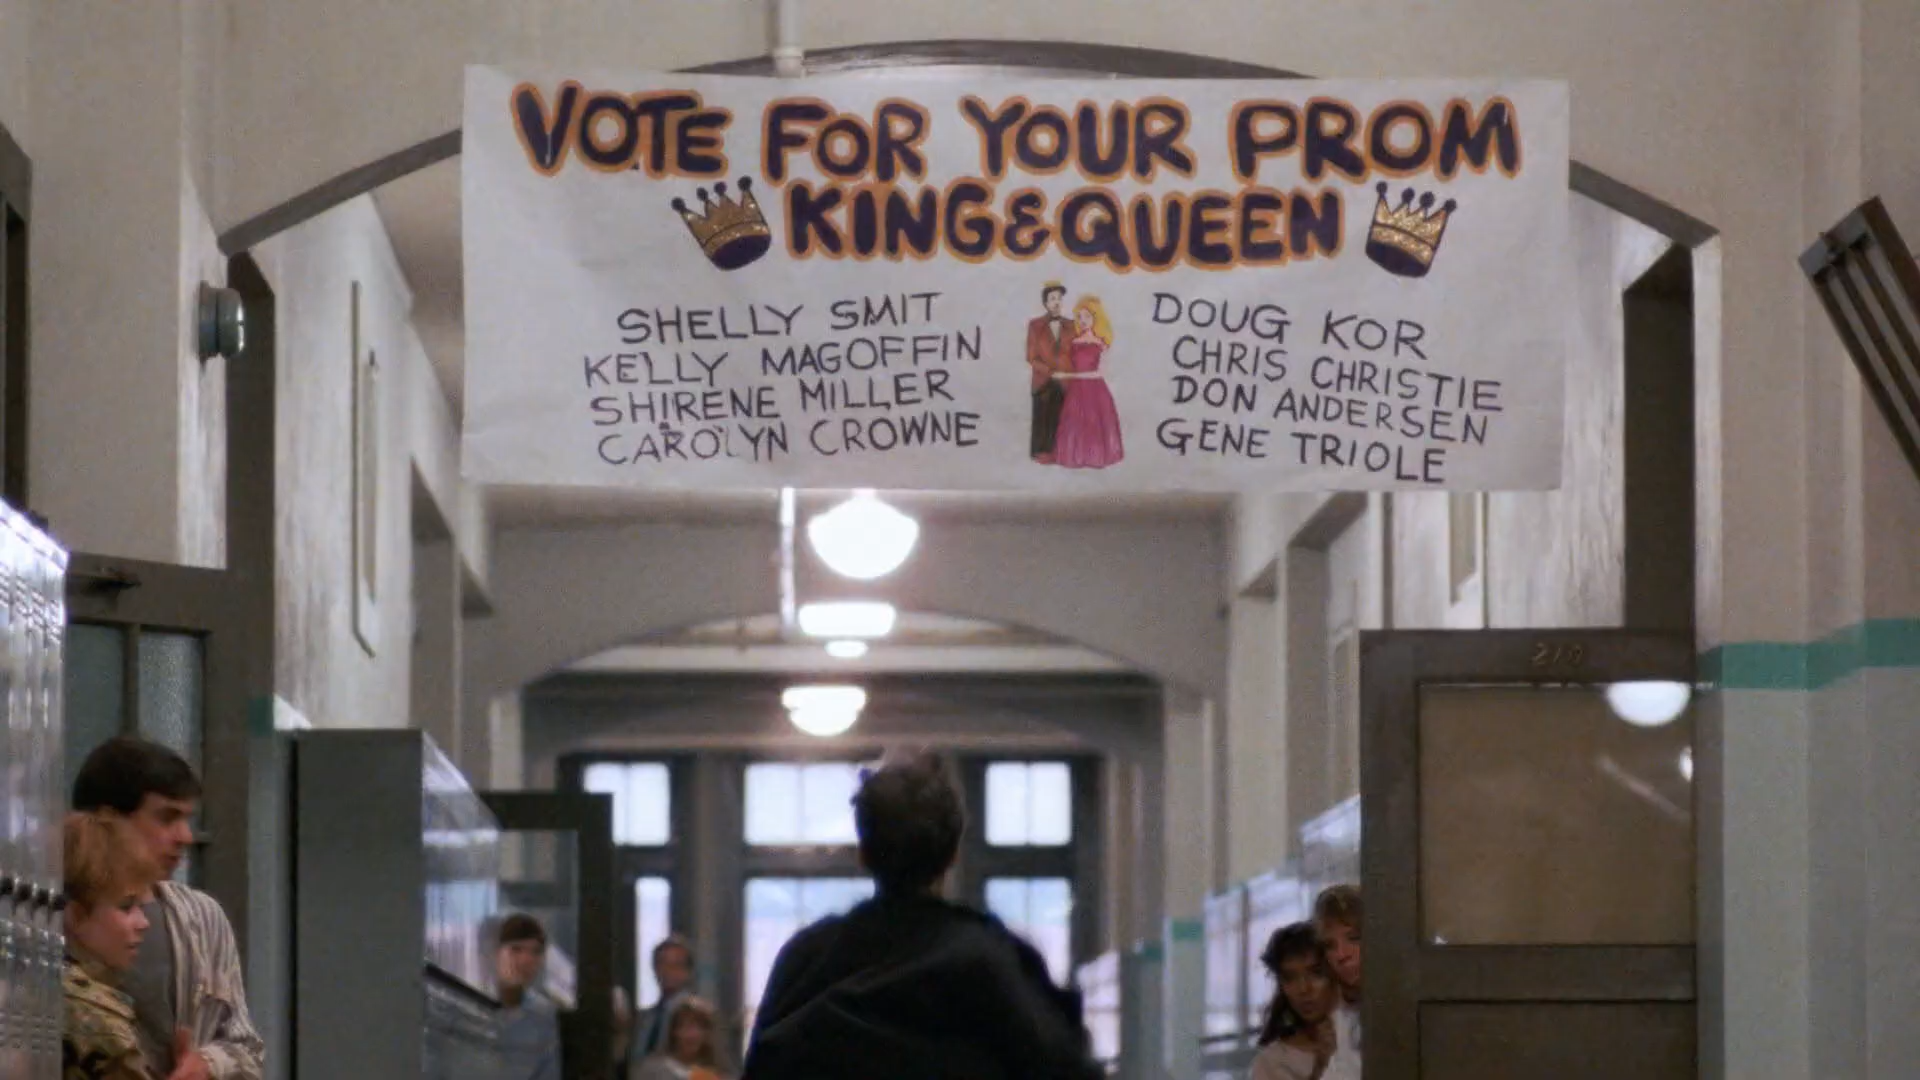 VOTE FOR YOUR PROM
KING & QUEEN
SHELLY SMIT
KELLY MAGOFFIN
SHIRENE MILLER
CAROLYN CROWNE
DOUG KOR
CHRIS CHRISTIE
DON ANDERSEN
GENE TRIOLE